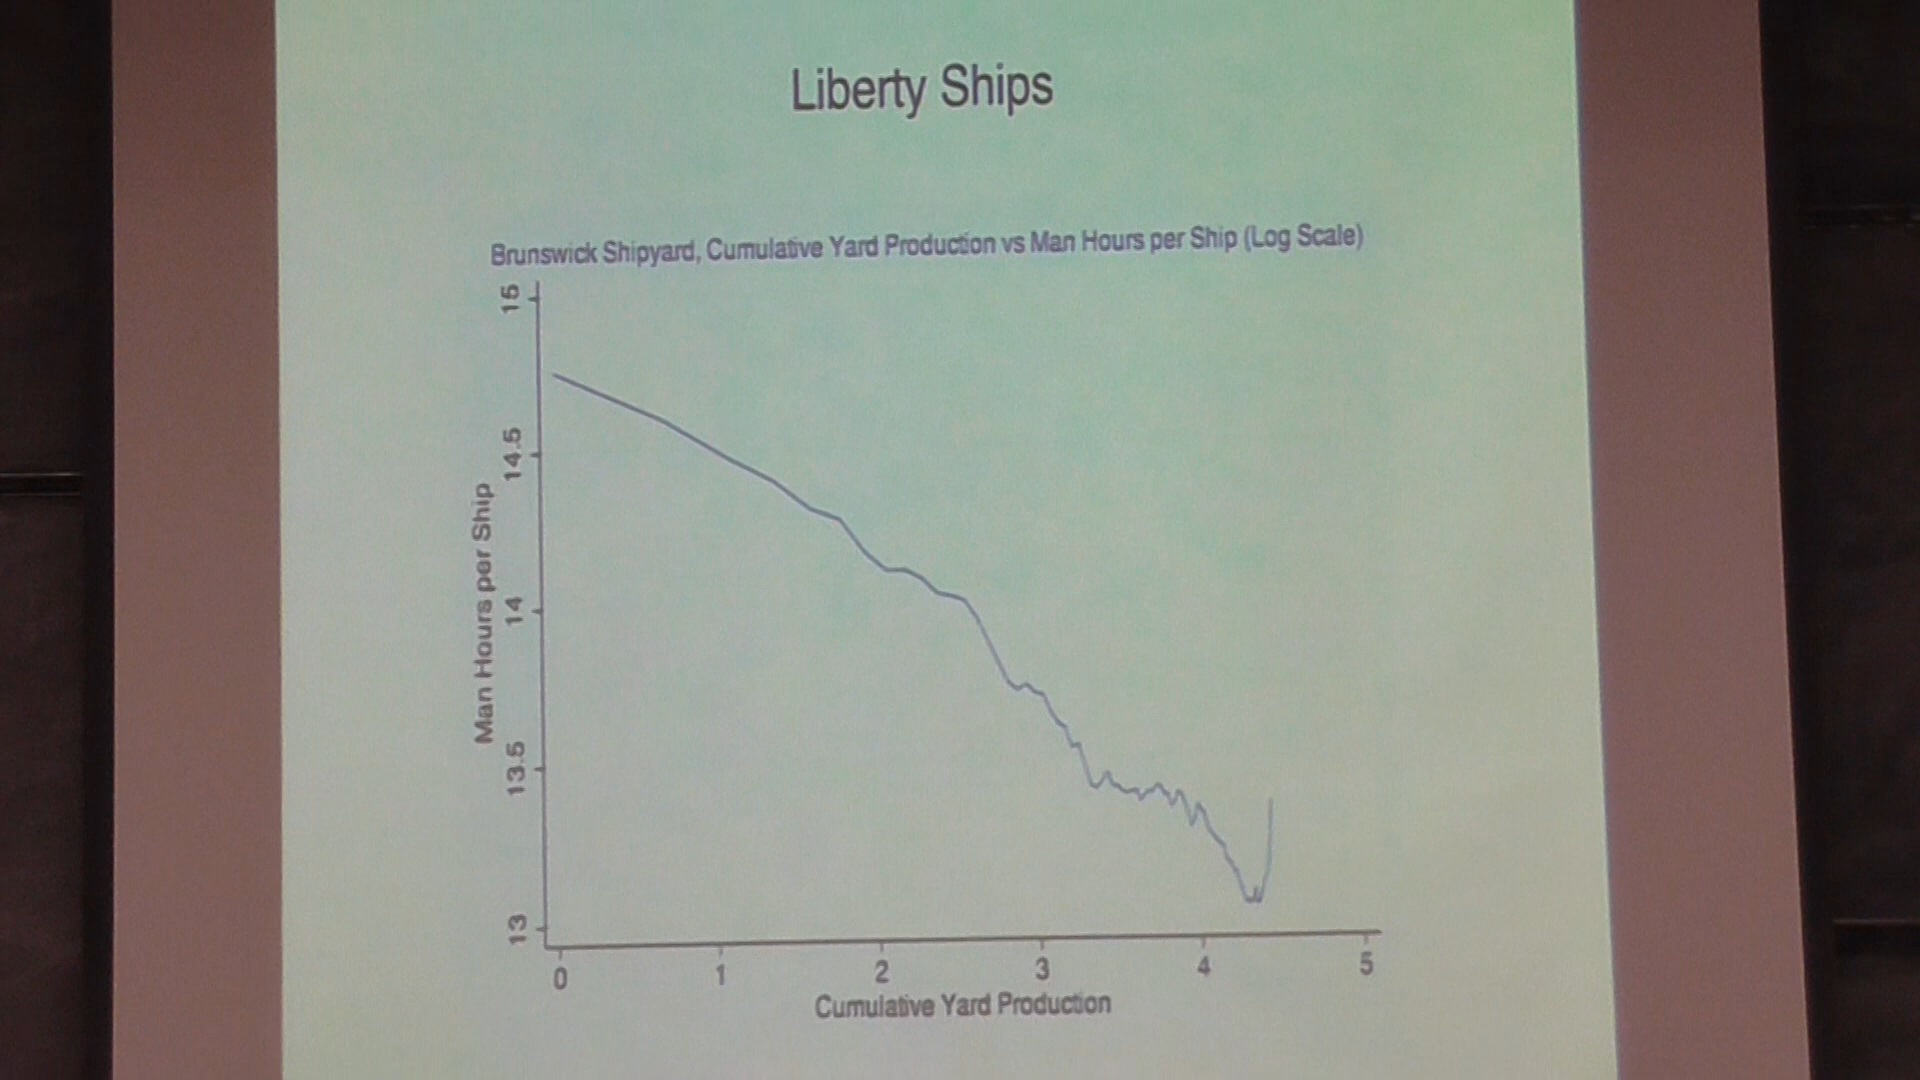 Liberty Ships
Brunswick Shipyard, Cumulative Yard Production vs Man Hours per Ship (Log Scale)
15
14.5
14
13.5
13
Man Hours per Ship
0 1 2 3 4 5
Cumulative Yard Production